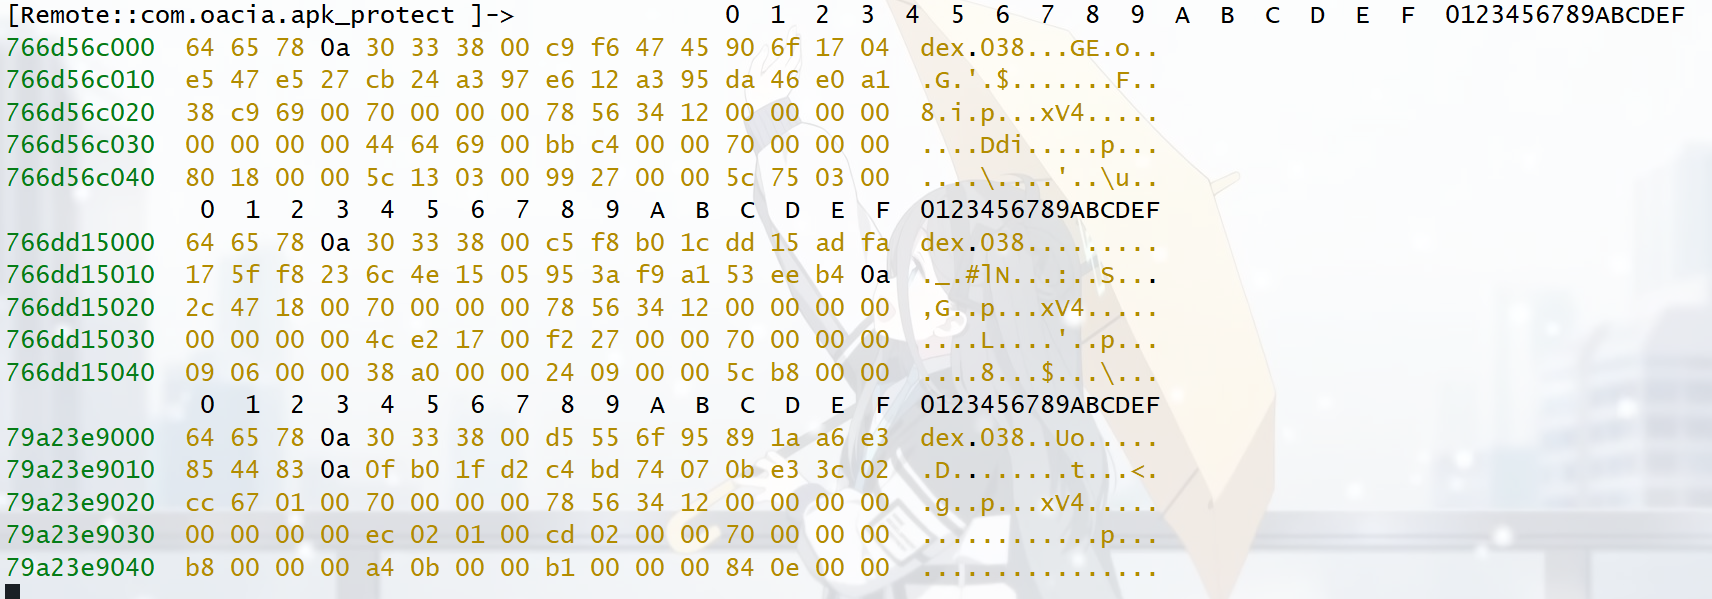 [Remote::com.oacia.apk_protect ]-> 0 1 2 3 4 5 6 7 8 9 A B C D E F 0123456789ABCDEF
766d56c000 64 65 78 0a 30 33 38 00 c9 f6 47 45 90 6f 17 04 dex.038...GE.o..
766d56c010 e5 47 e5 27 cb 24 a3 97 e6 12 a3 95 da 46 e0 a1 .G.'.$.......F..
766d56c020 38 c9 69 00 70 00 00 00 78 56 34 12 00 00 00 00 8.i.p...xV4.....
766d56c030 00 00 00 00 44 64 69 00 bb c4 00 00 70 00 00 00 ....Ddi.....p...
766d56c040 80 18 00 00 5c 13 03 00 99 27 00 00 5c 75 03 00 ....\....'..\u..
0 1 2 3 4 5 6 7 8 9 A B C D E F 0123456789ABCDEF
766dd15000 64 65 78 0a 30 33 38 00 c5 f8 b0 1c dd 15 ad fa dex.038.........
766dd15010 17 5f f8 23 6c 4e 15 05 95 3a f9 a1 53 ee b4 0a ._.#lN...:..S...
766dd15020 2c 47 18 00 70 00 00 00 78 56 34 12 00 00 00 00 ,G..p...xV4.....
766dd15030 00 00 00 00 4c e2 17 00 f2 27 00 00 70 00 00 00 ....L....'..p...
766dd15040 09 06 00 00 38 a0 00 00 24 09 00 00 5c b8 00 00 ....8...$...\...
0 1 2 3 4 5 6 7 8 9 A B C D E F 0123456789ABCDEF
79a23e9000 64 65 78 0a 30 33 38 00 d5 55 6f 95 89 1a a6 e3 dex.038..Uo.....
79a23e9010 85 44 83 0a 0f b0 1f d2 c4 bd 74 07 0b e3 3c 02 .D........t...<.
79a23e9020 cc 67 01 00 70 00 00 00 78 56 34 12 00 00 00 00 .g..p...xV4.....
79a23e9030 00 00 00 00 ec 02 01 00 cd 02 00 00 70 00 00 00 ............p...
79a23e9040 b8 00 00 00 a4 0b 00 00 b1 00 00 00 84 0e 00 00 ................